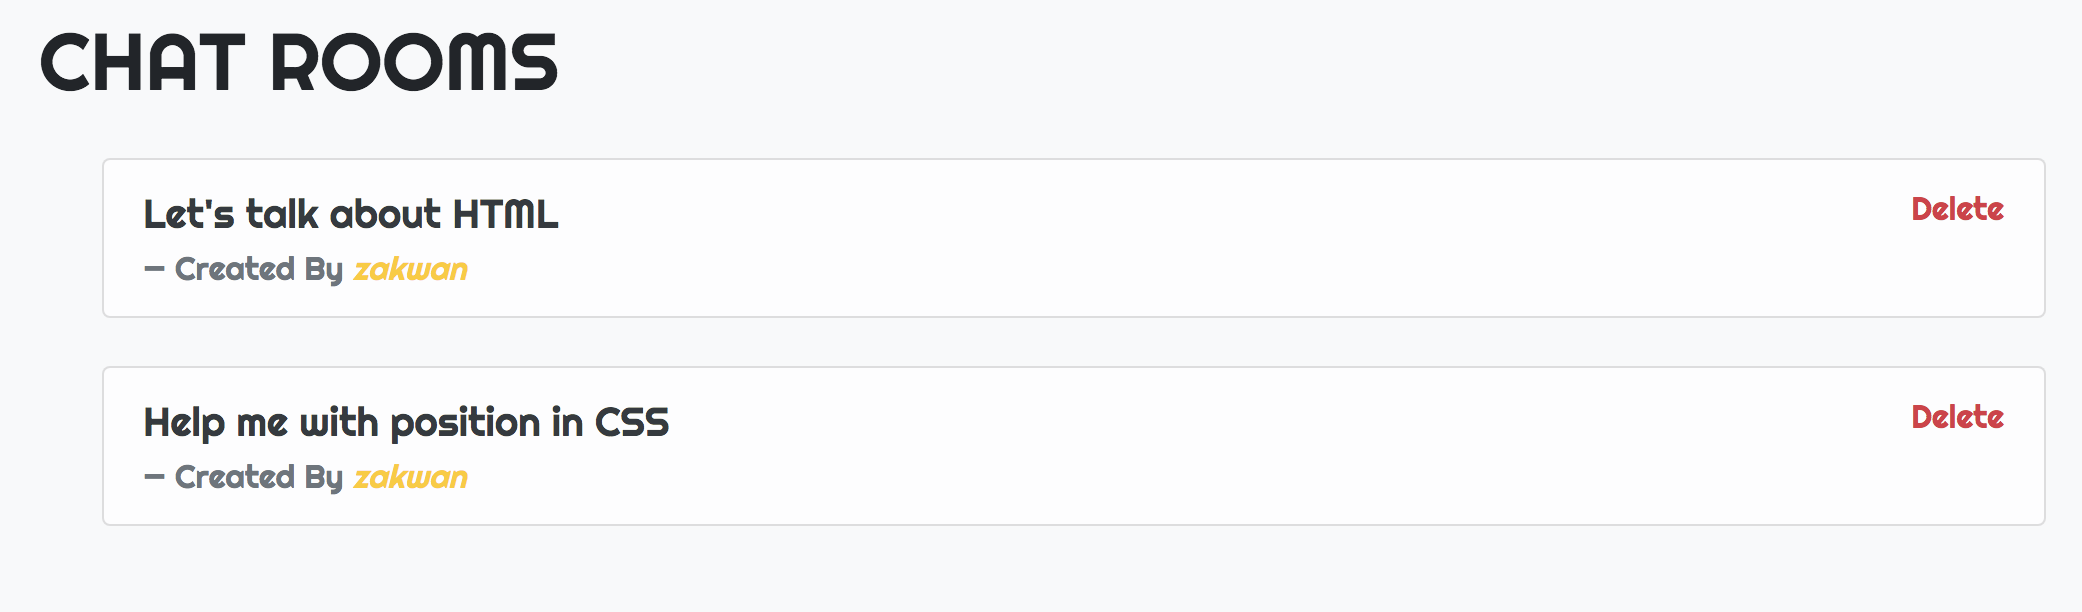 CHAT ROOMS
Let's talk about HTML
Delete
— Created By zakwan
Help me with position in CSS
Delete
— Created By zakwan